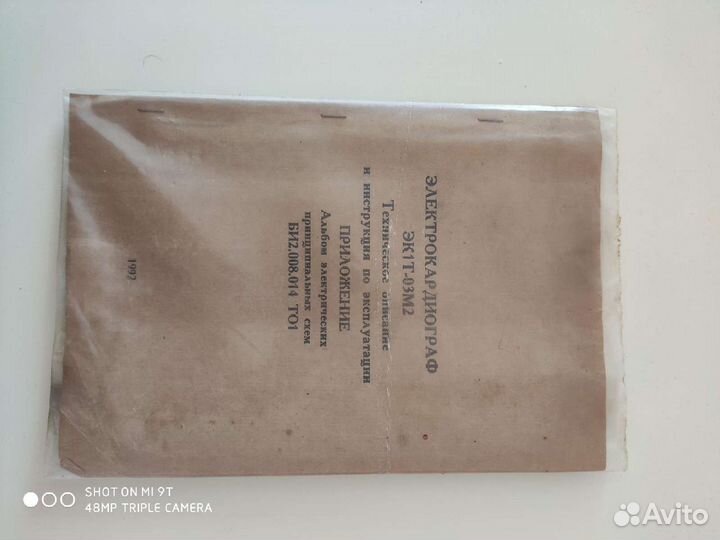 ЭЛЕКТРОКАРДИОГРАФ
ЭК1Т-03М2
Техническое описание
и инструкция по эксплуатации
ПРИЛОЖЕНИЕ
Альбом электрических
принципиальных схем
БИ2.008.014 ТО1
1992
SHOT ON MI 9T
48MP TRIPLE CAMERA
Avito